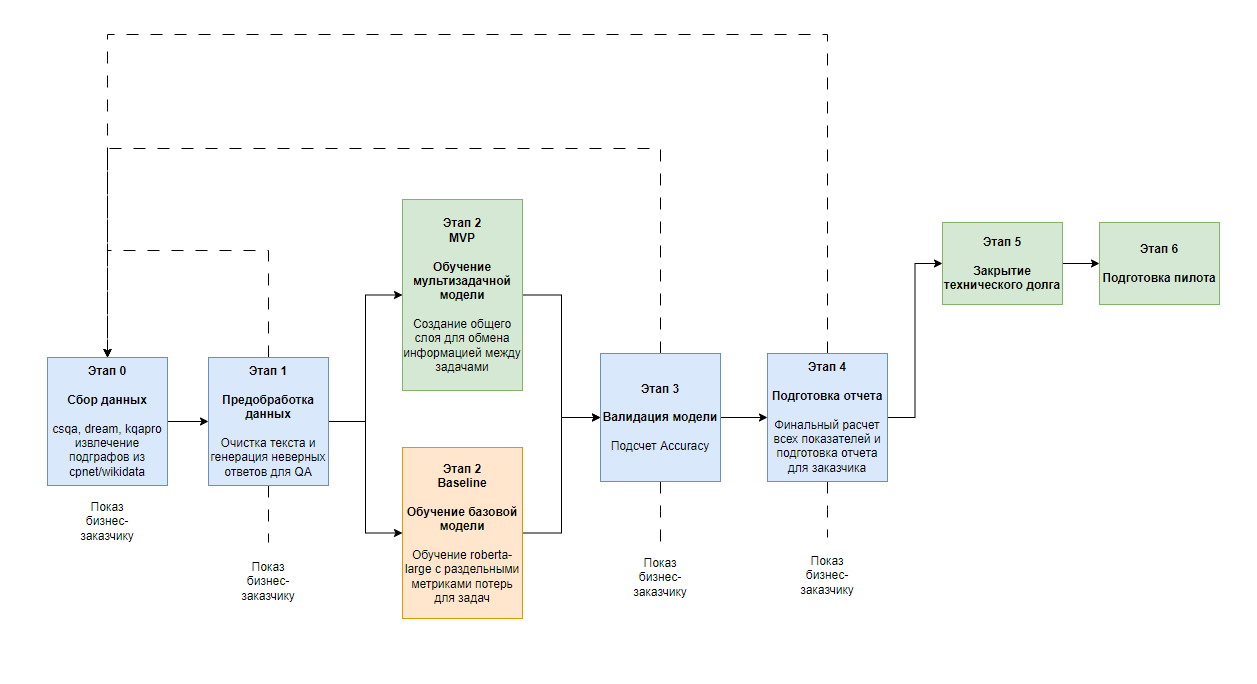 Этап 0
Сбор данных
csqa, dream, kqapro
извлечение
подграфов из
cpnet/wikidata
Показ
бизнес-
заказчику
Этап 1
Предобработка
данных
Очистка текста и
генерация неверных
ответов для QA
Показ
бизнес-
заказчику
Этап 2
MVP
Обучение
мультизадачной
модели
Создание общего
слоя для обмена
информацией между
задачами
Этап 2
Baseline
Обучение базовой
модели
Обучение roberta-
large с раздельными
метриками потерь
для задач
Этап 3
Валидация модели
Подсчет Accuracy
Показ
бизнес-
заказчику
Этап 4
Подготовка отчета
Финальный расчет
всех показателей и
подготовка отчета
для заказчика
Показ
бизнес-
заказчику
Этап 5
Закрытие
технического долга
Этап 6
Подготовка пилота